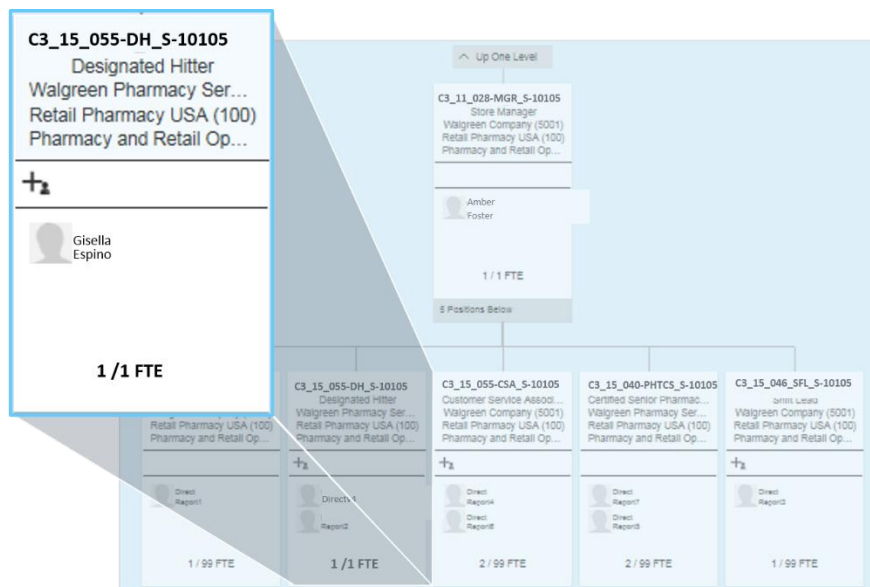 C3_15_055-DH_S-10105
Designated Hitter
Walgreen Pharmacy Ser...
Retail Pharmacy USA (100)
Pharmacy and Retail Op...
Gisella
Espino
1 /1 FTE
Up One Level
C3_11_028-MGR_S-10105
Store Manager
Walgreen Company (5001)
Retail Pharmacy USA (100)
Pharmacy and Retail Op...
Amber
Foster
1 / 1 FTE
5 Positions Below
Retail Pharmacy USA (100)
Pharmacy and Retail Op...
Direct
Report1
1 / 99 FTE
C3_15_055-DH_S-10105
Designated Hitter
Walgreen Pharmacy Ser...
Retail Pharmacy USA (100)
Pharmacy and Retail Op...
Report2
1 /1 FTE
C3_15_055-CSA_S-10105
Customer Service Associ...
Walgreen Company (5001)
Retail Pharmacy USA (100)
Pharmacy and Retail Op...
Direct
Report4
Direct
1
2 / 99 FTE
C3_15_040-PHTCS_S-10105
Certified Senior Pharmac...
Walgreen Pharmacy Ser...
Retail Pharmacy USA (100)
Pharmacy and Retail Op...
Direct
Report7
Direct
2 / 99 FTE
C3_15_046_SFL_S-10105
Shift Lead
Walgreen Company (5001)
Retail Pharmacy USA (100)
Pharmacy and Retail Op...
Direct
1 / 99 FTE